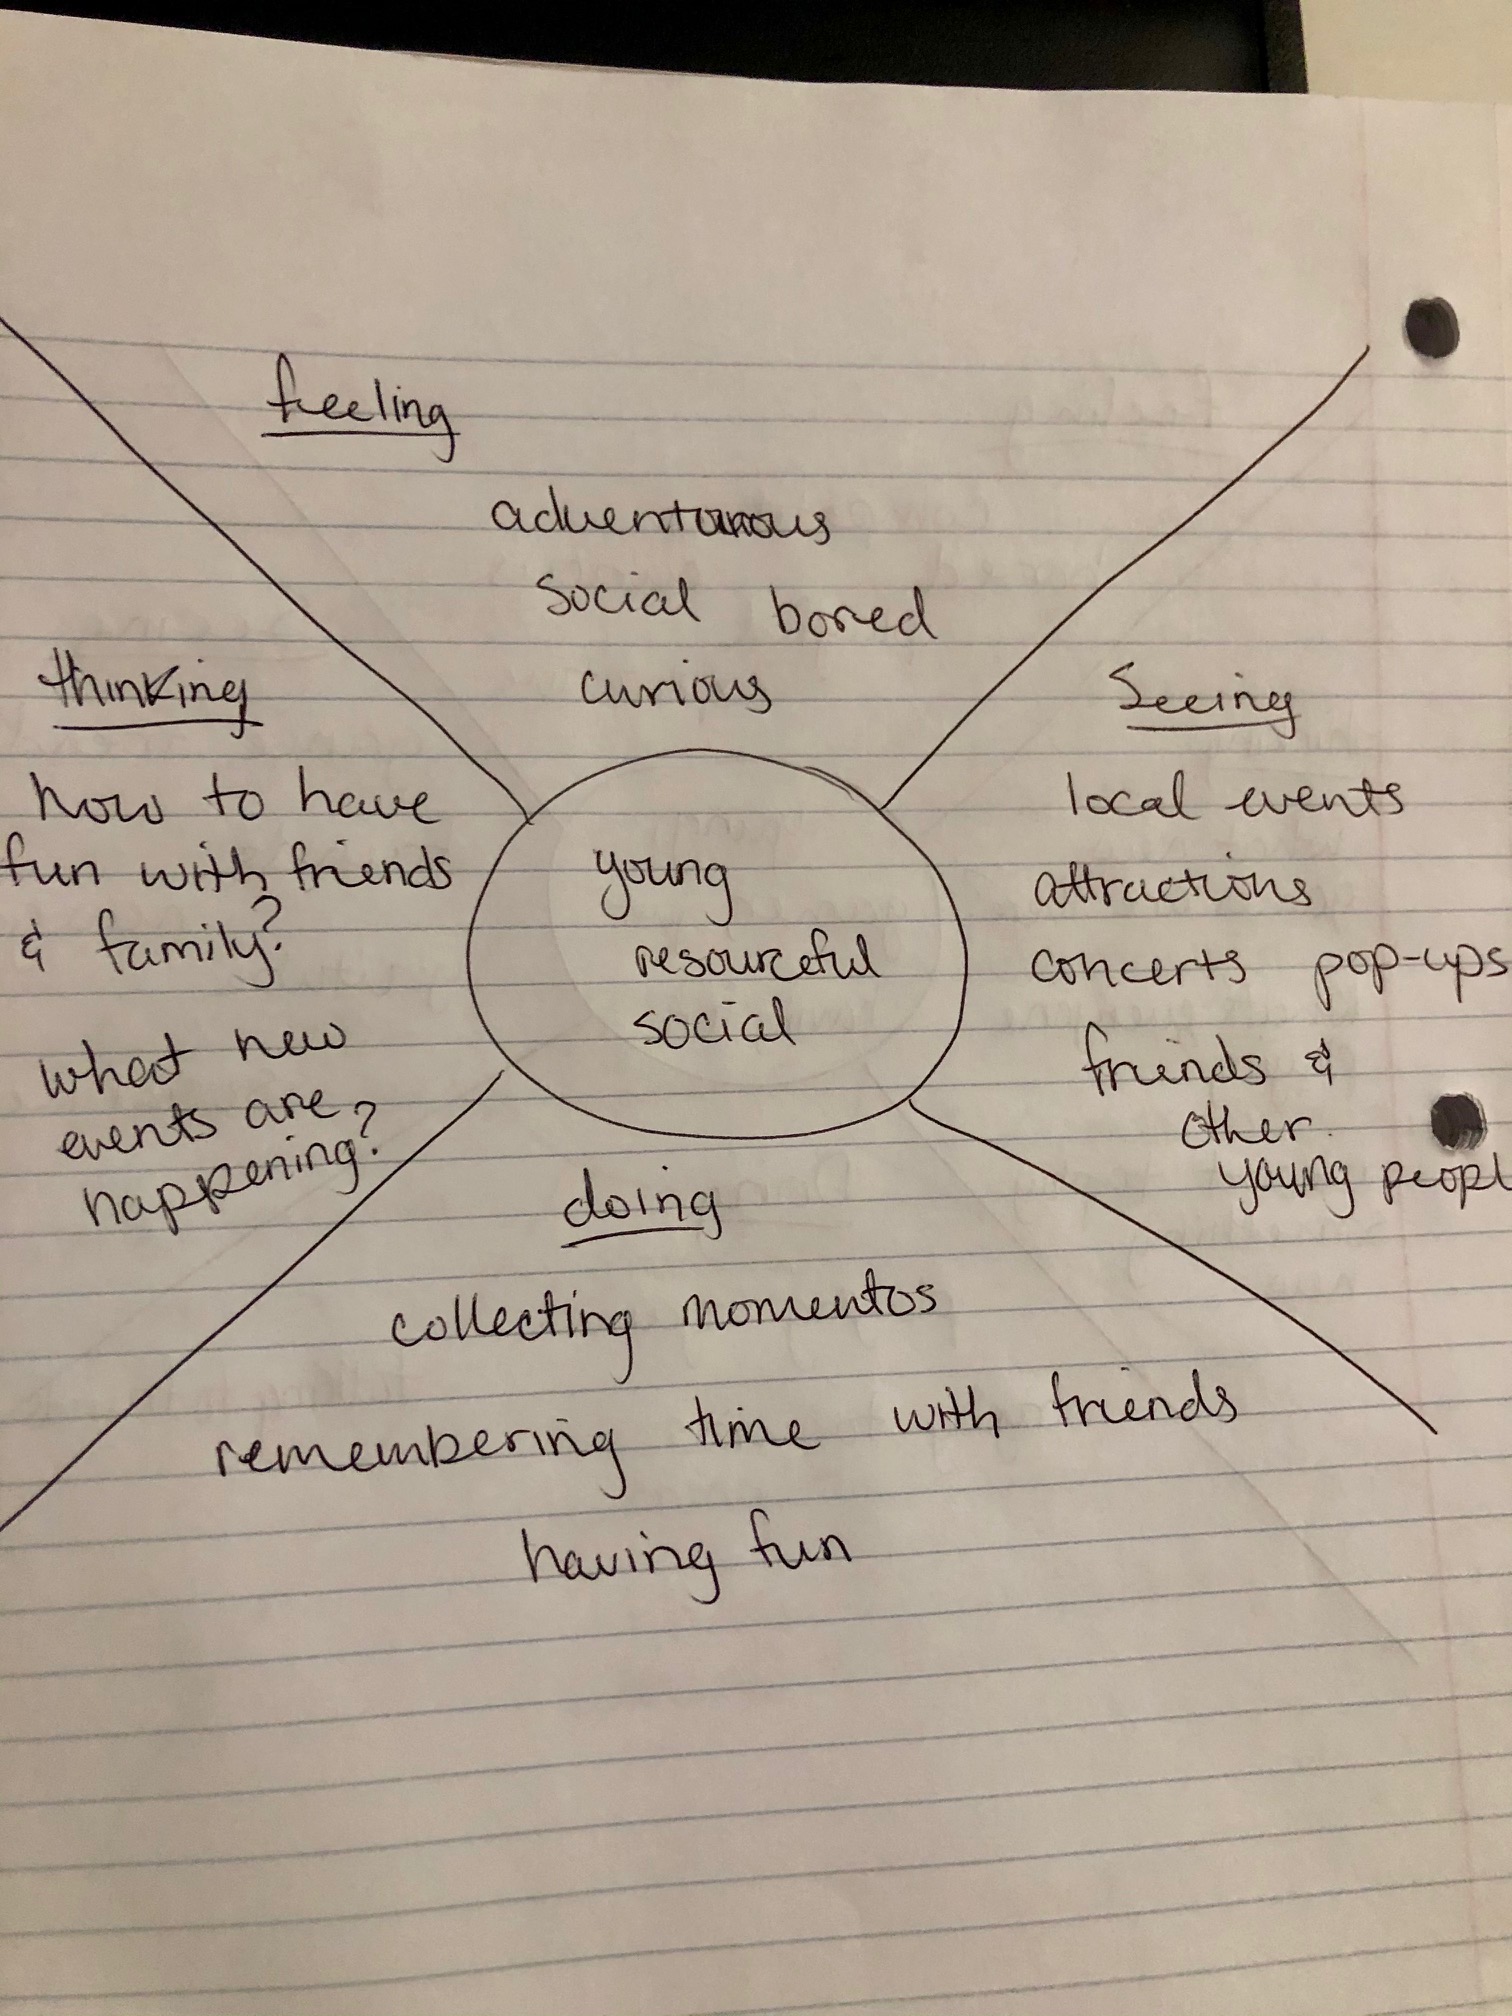 feeling
adventurous
social bored
curious
thinking
how to have
fun with friends
& family?
what new
events are
happening?
young
resourceful
social
Seeing
local events
attractions
concerts pop-ups
friends &
other
young peopl
doing
collecting momentos
remembering time with friends
having fun